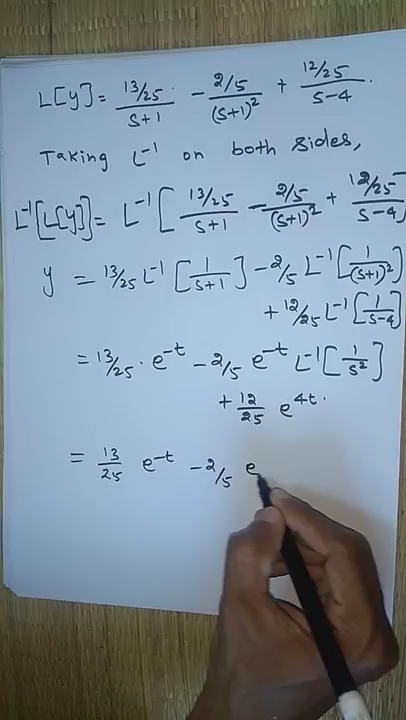 L[y] = 13/25 / s+1 - 2/5 / (s+1)² + 12/25 / s-4 .
Taking L⁻¹ on both sides,
L⁻¹[L[y]] = L⁻¹[ 13/25 / s+1 - 2/5 / (s+1)² + 12/25 / s-4
y = 13/25 L⁻¹[1/s+1] - 2/5 L⁻¹[1/(s+1)²]
+ 12/25 L⁻¹[1/s-4]
= 13/25 . e⁻ᵗ - 2/5 e⁻ᵗ L⁻¹[1/s²]
+ 12/25 e⁴ᵗ.
= 13/25 e⁻ᵗ - 2/5 e